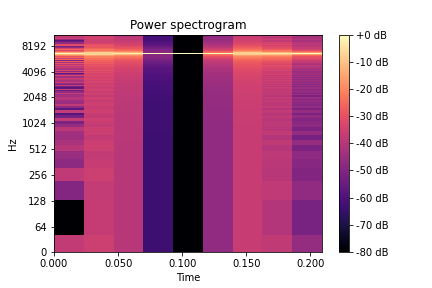 Power spectrogram
Hz
8192
4096
2048
1024
512
256
128
64
0
0.000
0.050
0.100
0.150
0.200
Time
+0 dB
-10 dB
-20 dB
-30 dB
-40 dB
-50 dB
-60 dB
-70 dB
-80 dB